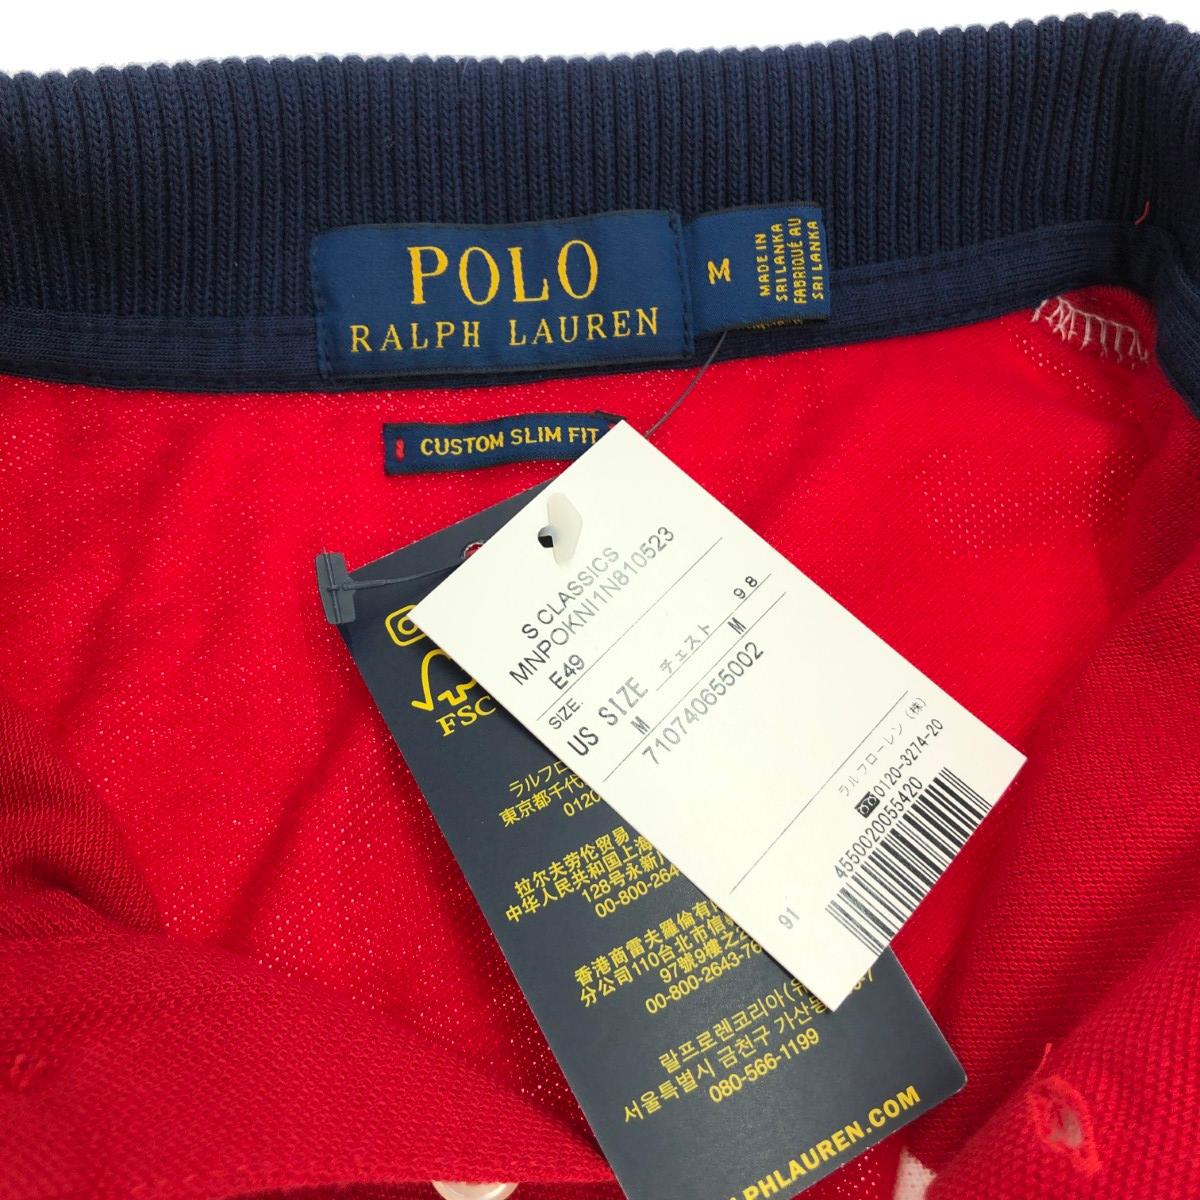 POLO
RALPH LAUREN
M
MADE IN
SRI LANKA
FABRIQUÉ AU
SRI LANKA
CUSTOM SLIM FIT
S CLASSICS
MNPOKNI1N810523
E49
SIZE.
US SIZE チェスト 98
M M
710740655002
ラルフローレン(株)
0120-3274-20
4550020055420
91
FSC
ラルフロ
東京都千代
0120
拉尔夫劳伦贸易
中华人民共和国上海
128号永新
00-800-264
香港商雷夫羅倫有
分公司110台北市信
97號9樓之
00-800-2643-76
랄프로렌코리아(유
서울특별시 금천구 가산동
080-566-1199
PHLAUREN.COM